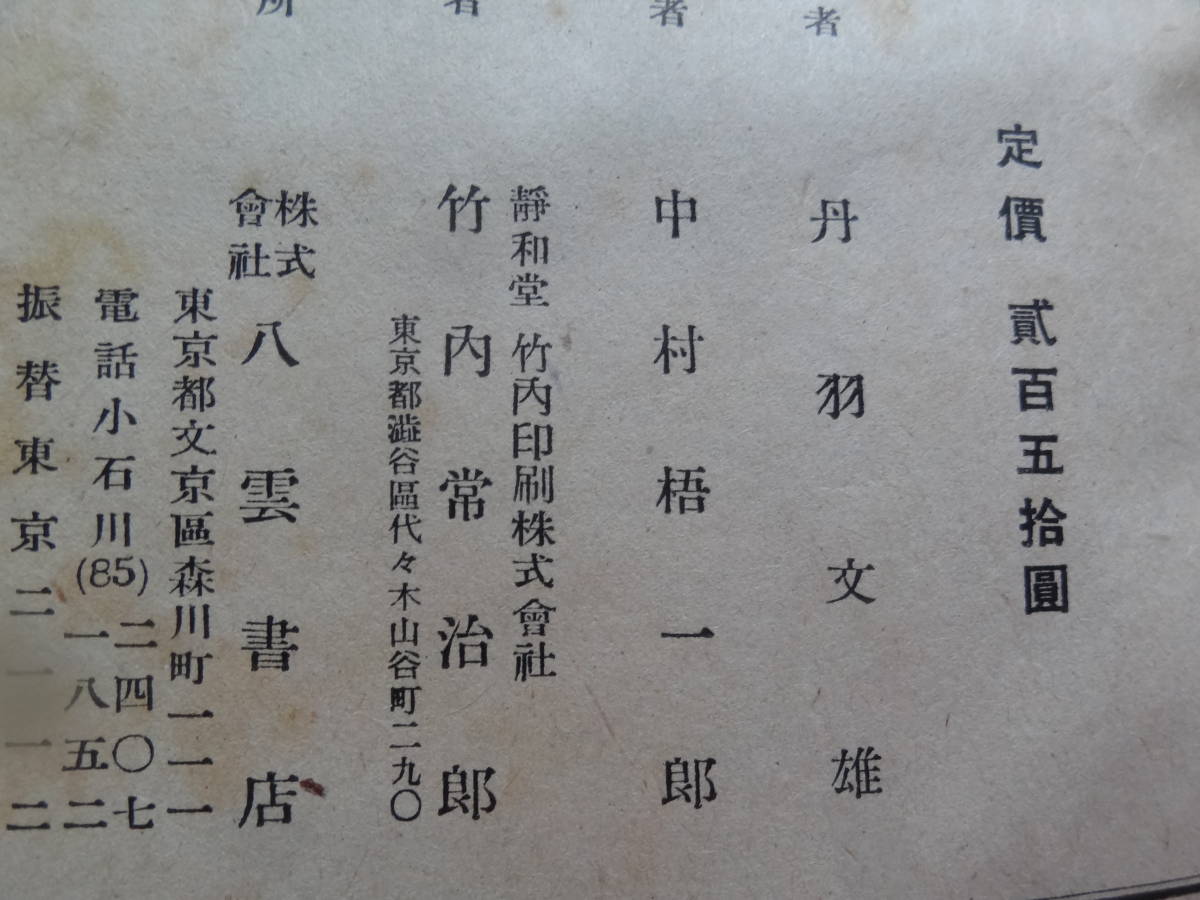 定價 貳百五拾圓
者 丹羽文雄
者 中村梧一郎
靜和堂 竹內印刷株式會社
者 竹內常治郎
東京都澁谷區代々木山谷町二九〇
所 株式會社 八雲書店
東京都文京區森川町一一一
電話小石川(85)二四〇七
一八五二
振替東京二一一二